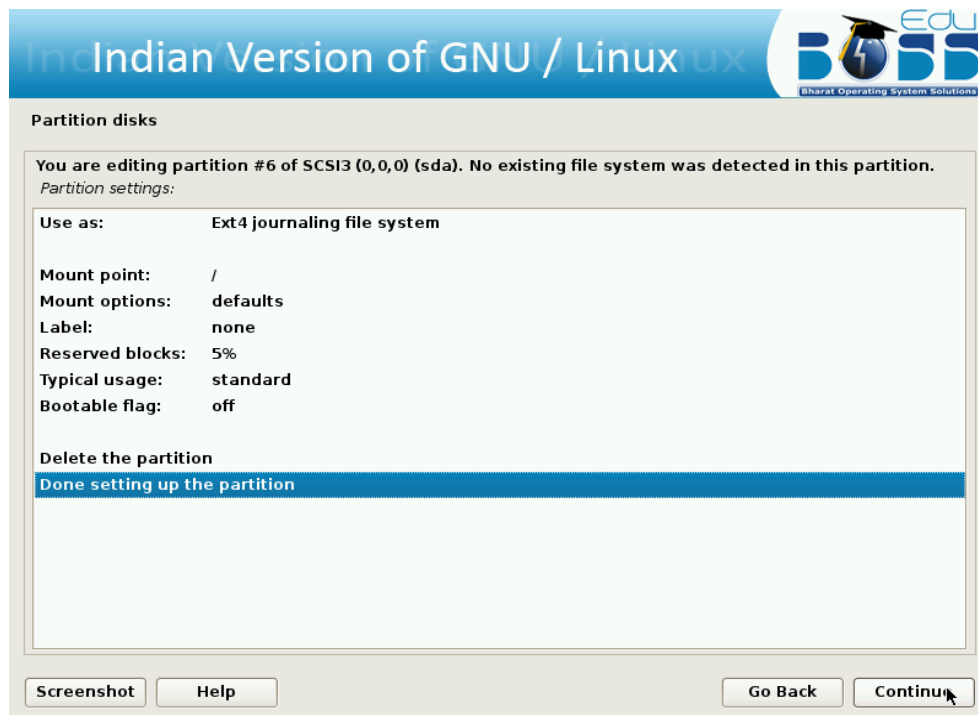 Indian Version of GNU / Linux
Edu
BOSS
Bharat Operating System Solutions
Partition disks
You are editing partition #6 of SCSI3 (0,0,0) (sda). No existing file system was detected in this partition.
Partition settings:
Use as: Ext4 journaling file system
Mount point: /
Mount options: defaults
Label: none
Reserved blocks: 5%
Typical usage: standard
Bootable flag: off
Delete the partition
Done setting up the partition
Screenshot Help Go Back Continue